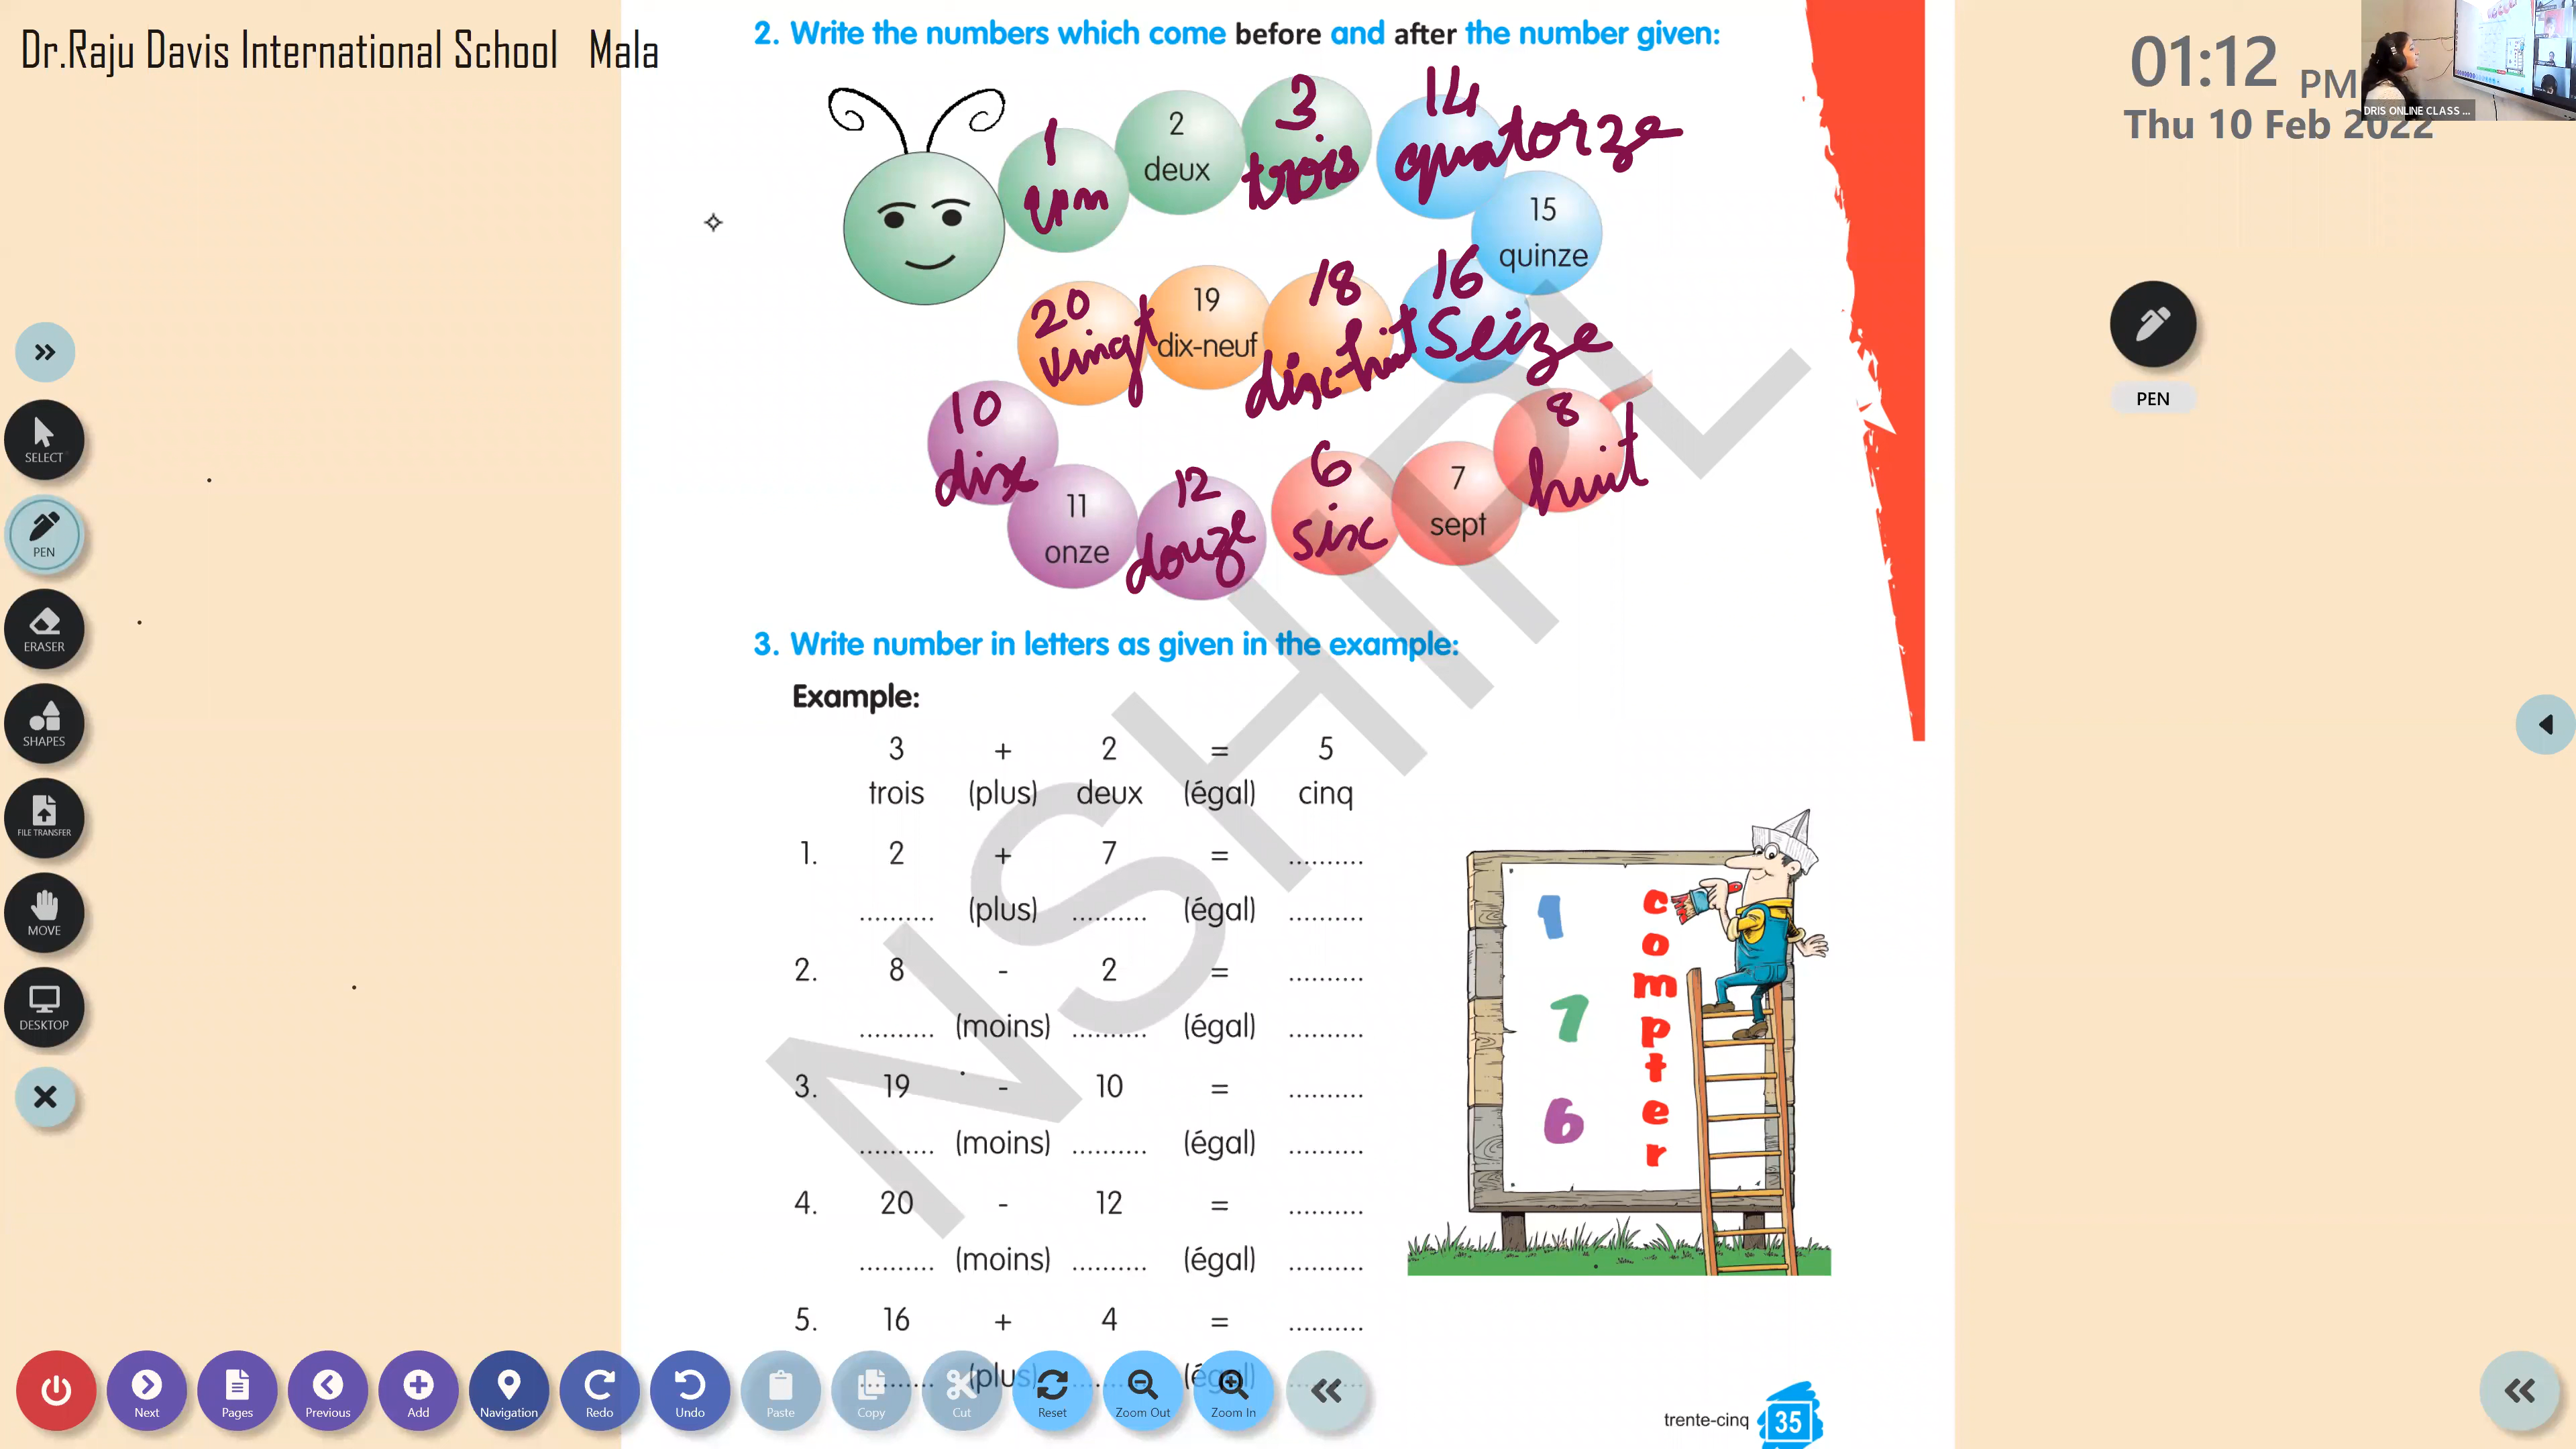 Dr.Raju Davis International School Mala
2. Write the numbers which come before and after the number given:
1
un
2
deux
3
trois
14
quatorze
15
quinze
16
Seize
18
dix-huit
19
dix-neuf
20
vingt
10
dix
11
onze
12
douze
6
six
7
sept
8
huit
3. Write number in letters as given in the example:
Example:
3 + 2 = 5
trois (plus) deux (égal) cinq
1. 2 + 7 = ..........
.......... (plus) .......... (égal) ..........
2. 8 - 2 = ..........
.......... (moins) .......... (égal) ..........
3. 19 - 10 = ..........
.......... (moins) .......... (égal) ..........
4. 20 - 12 = ..........
.......... (moins) .......... (égal) ..........
5. 16 + 4 = ..........
.......... (plus) .......... (égal) ..........
1
7
6
compter
NSHIPL
trente-cinq 35
01:12 PM
Thu 10 Feb 2022
DRIS ONLINE CLASS ...
PEN
SELECT
PEN
ERASER
SHAPES
FILE TRANSFER
MOVE
DESKTOP
Next
Pages
Previous
Add
Navigation
Redo
Undo
Paste
Copy
Cut
Reset
Zoom Out
Zoom In